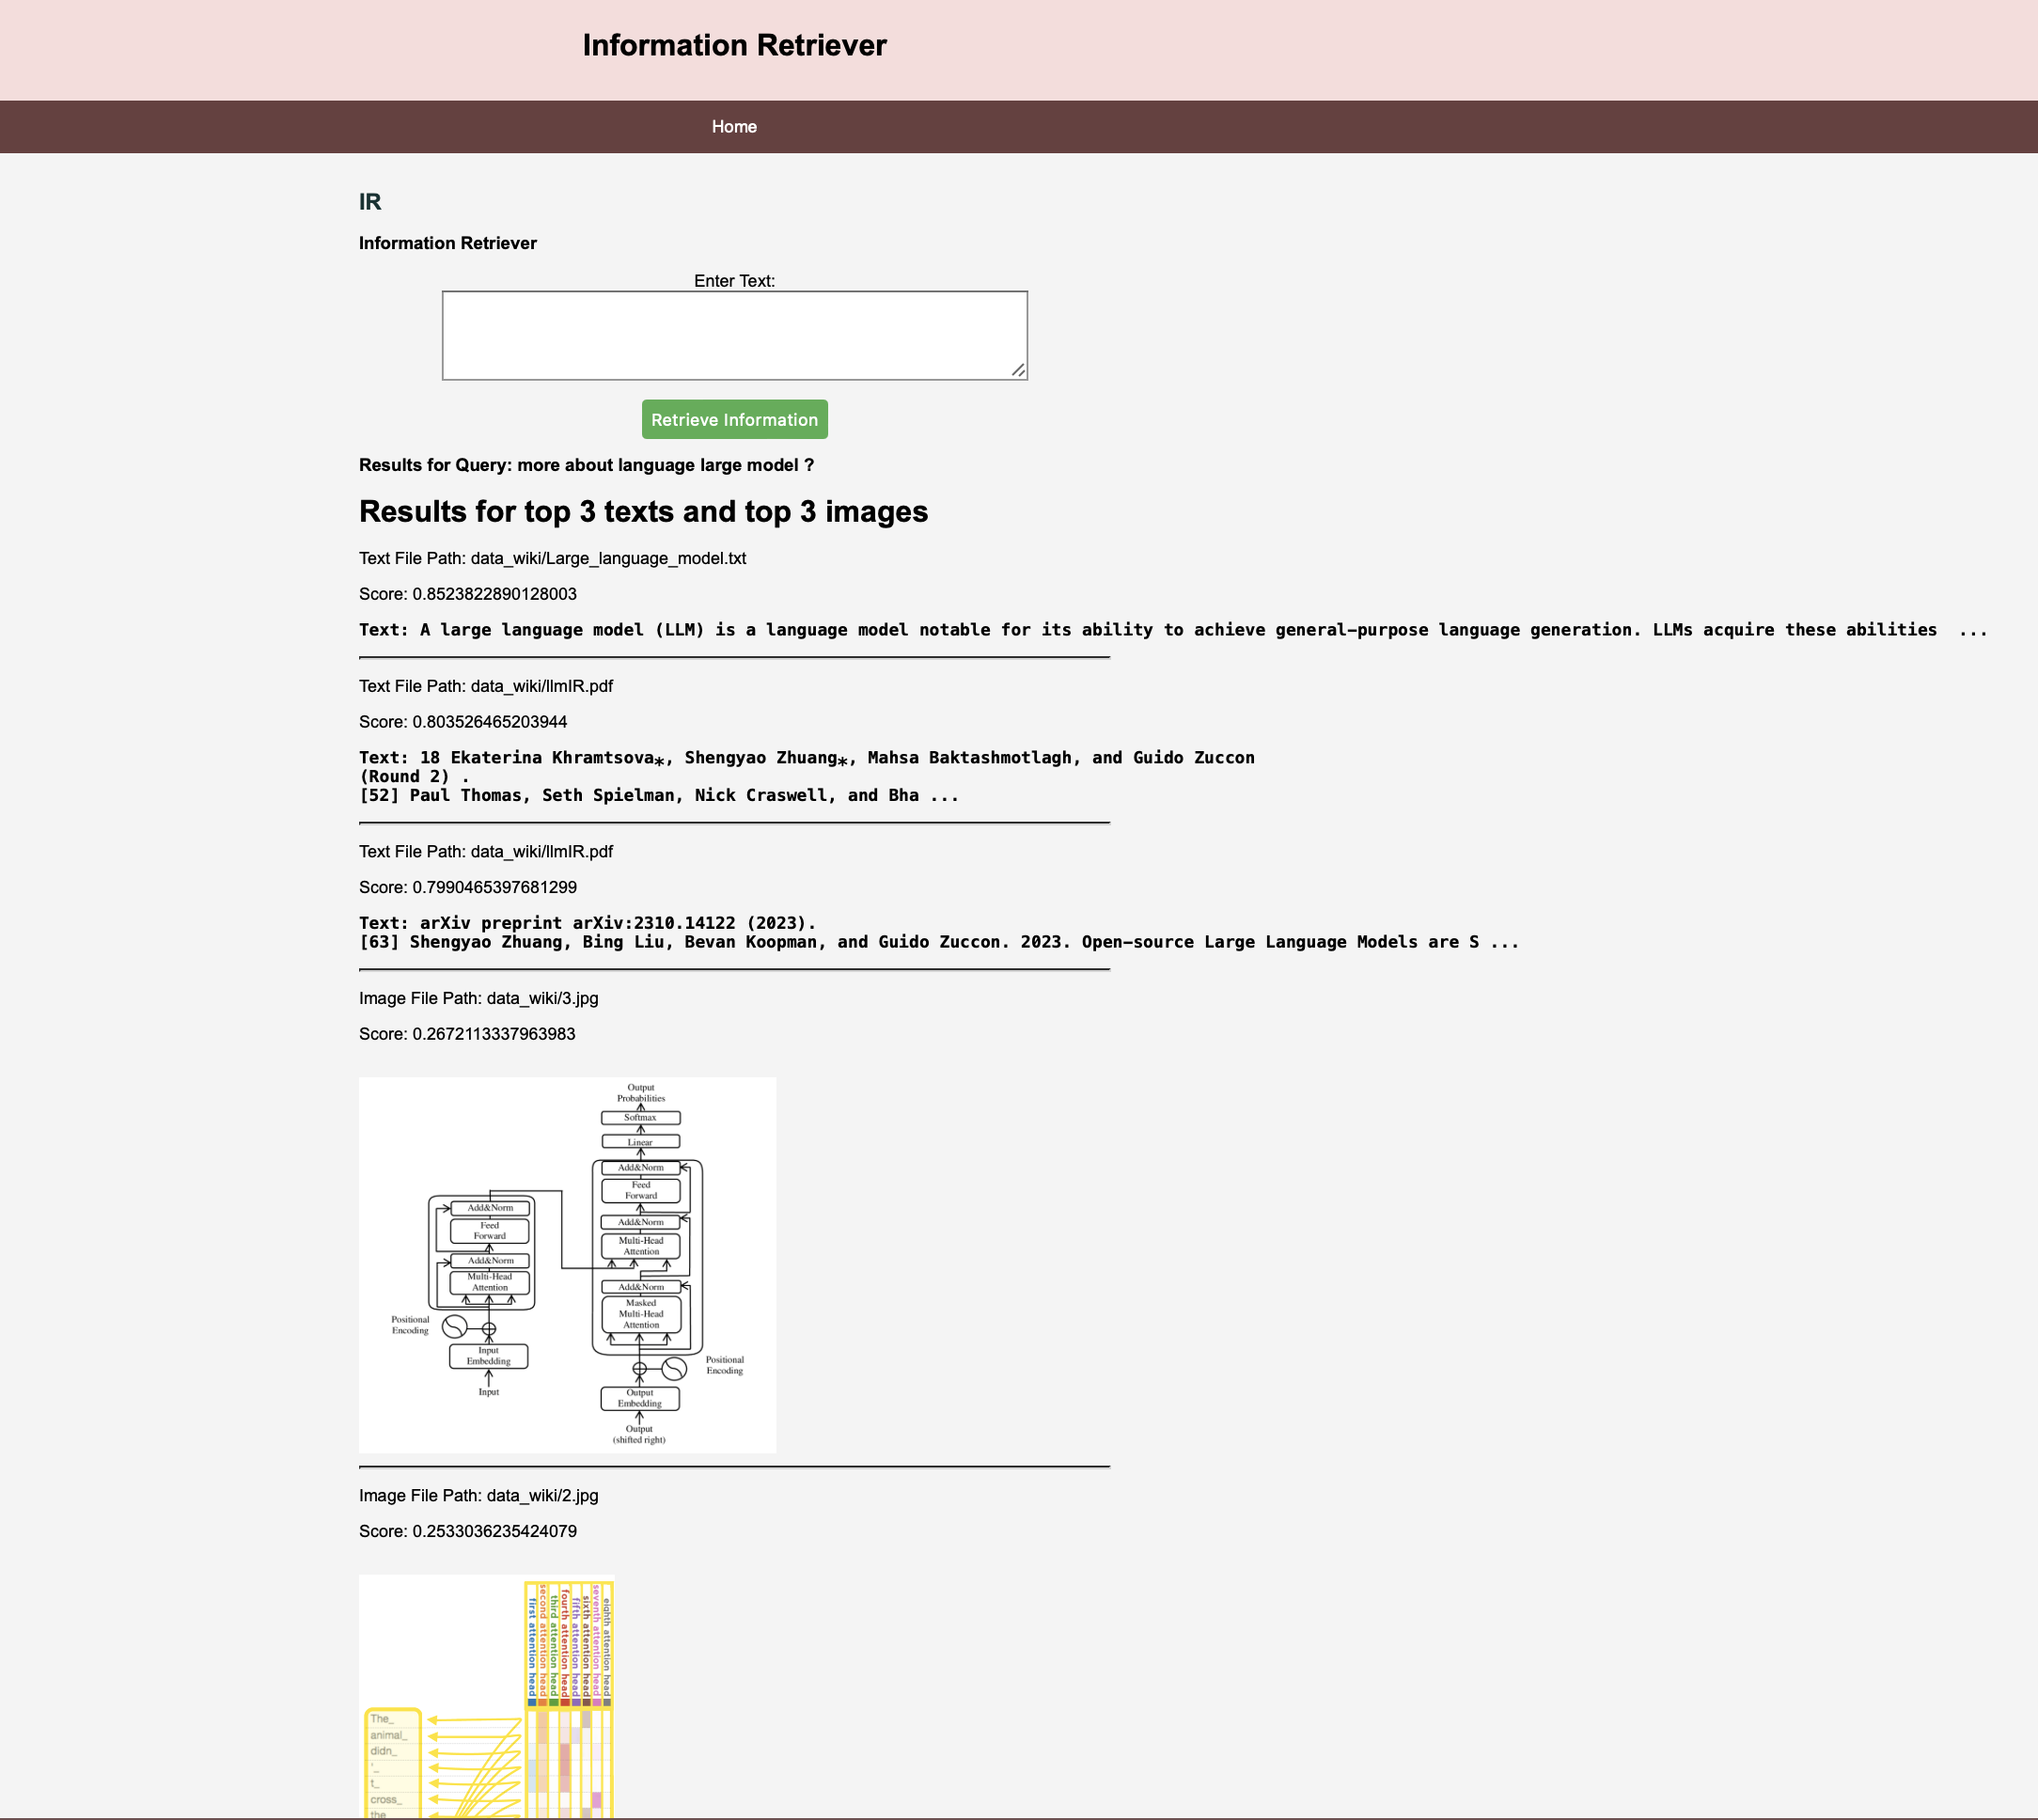 Information Retriever
Home
IR
Information Retriever
Enter Text:
Retrieve Information
Results for Query: more about language large model ?
Results for top 3 texts and top 3 images
Text File Path: data_wiki/Large_language_model.txt
Score: 0.8523822890128003
Text: A large language model (LLM) is a language model notable for its ability to achieve general-purpose language generation. LLMs acquire these abilities  ...
Text File Path: data_wiki/llmIR.pdf
Score: 0.803526465203944
Text: 18 Ekaterina Khramtsova∗, Shengyao Zhuang∗, Mahsa Baktashmotlagh, and Guido Zuccon
(Round 2) .
[52] Paul Thomas, Seth Spielman, Nick Craswell, and Bha ...
Text File Path: data_wiki/llmIR.pdf
Score: 0.7990465397681299
Text: arXiv preprint arXiv:2310.14122 (2023).
[63] Shengyao Zhuang, Bing Liu, Bevan Koopman, and Guido Zuccon. 2023. Open-source Large Language Models are S ...
Image File Path: data_wiki/3.jpg
Score: 0.2672113337963983
Output
Probabilities
Softmax
Linear
Add&Norm
Feed
Forward
Add&Norm
Multi-Head
Attention
Add&Norm
Masked
Multi-Head
Attention
Positional
Encoding
Output
Embedding
Output
(shifted right)
Add&Norm
Feed
Forward
Add&Norm
Multi-Head
Attention
Positional
Encoding
Input
Embedding
Input
Image File Path: data_wiki/2.jpg
Score: 0.2533036235424079
first attention head
second attention head
third attention head
fourth attention head
fifth attention head
sixth attention head
seventh attention head
eighth attention head
The_
animal_
didn_
'_
t_
cross_
the